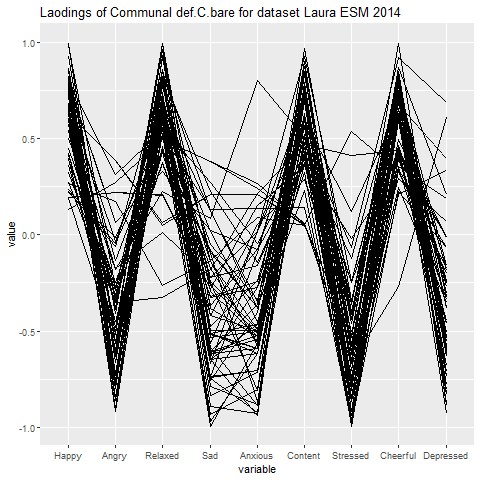 Laodings of Communal def.C.bare for dataset Laura ESM 2014
1.0
0.5
0.0
-0.5
-1.0
value
Happy Angry Relaxed Sad Anxious Content Stressed Cheerful Depressed
variable